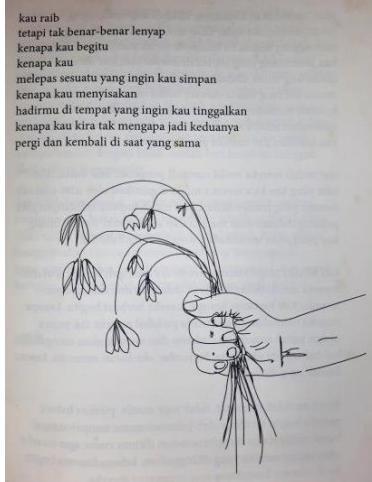 kau raib
tetapi tak benar-benar lenyap
kenapa kau begitu
kenapa kau
melepas sesuatu yang ingin kau simpan
kenapa kau menyisakan
hadirmu di tempat yang ingin kau tinggalkan
kenapa kau kira tak mengapa jadi keduanya
pergi dan kembali di saat yang sama